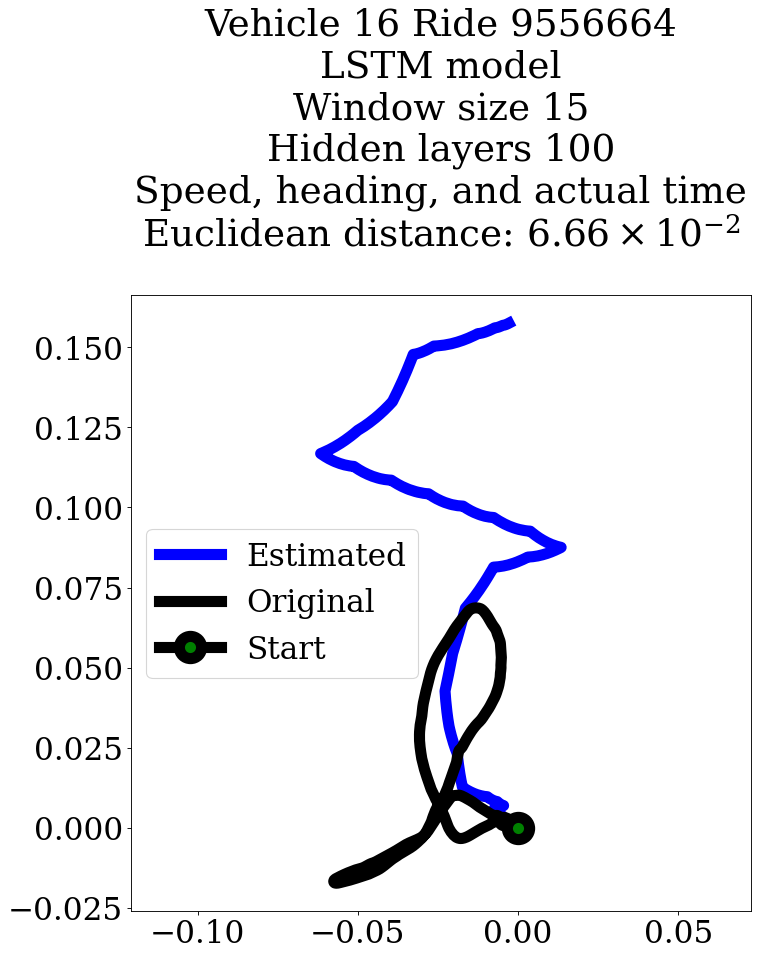 Vehicle 16 Ride 9556664
LSTM model
Window size 15
Hidden layers 100
Speed, heading, and actual time
Euclidean distance: 6.66 × 10⁻²
0.150
0.125
0.100
0.075
0.050
0.025
0.000
−0.025
Estimated
Original
Start
−0.10 −0.05 0.00 0.05